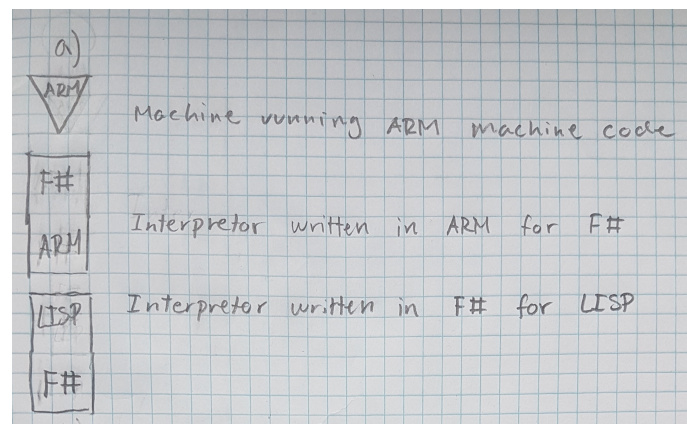 a)
ARM
Machine running ARM machine code
F#
Interpretor written in ARM for F#
ARM
LISP
Interpretor written in F# for LISP
F#